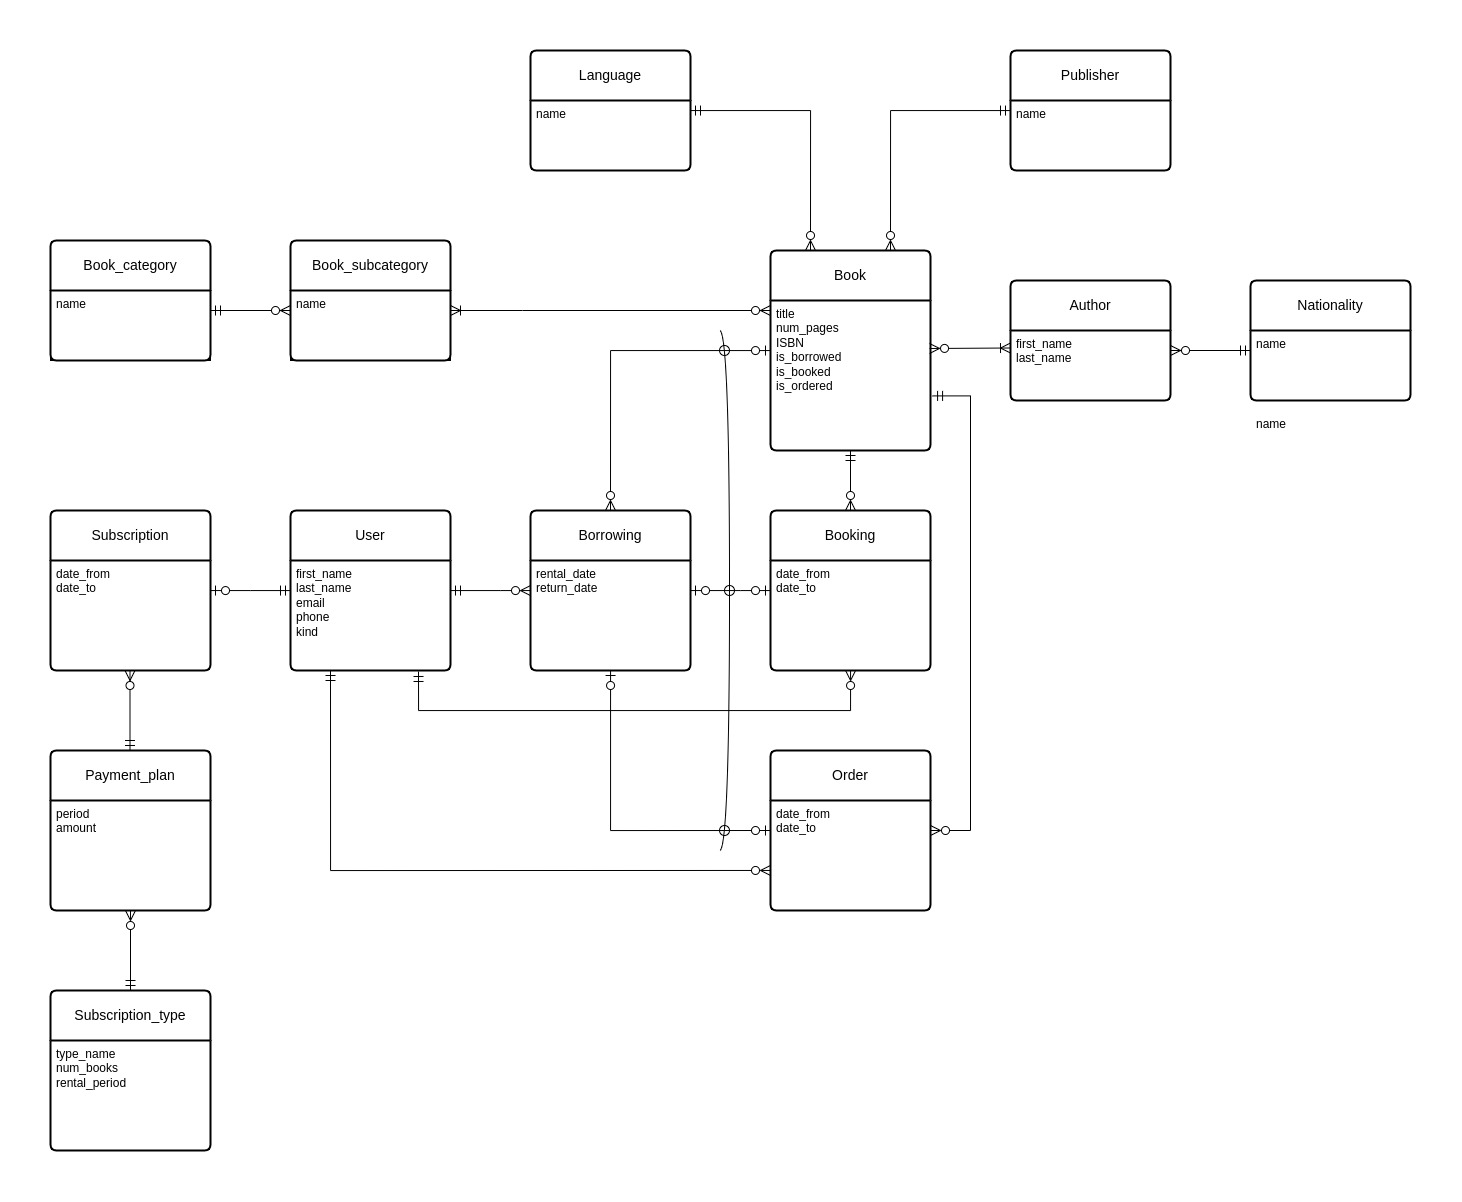 Language
name
Publisher
name
Book_category
name
Book_subcategory
name
Book
title
num_pages
ISBN
is_borrowed
is_booked
is_ordered
Author
first_name
last_name
Nationality
name
name
Subscription
date_from
date_to
User
first_name
last_name
email
phone
kind
Borrowing
rental_date
return_date
Booking
date_from
date_to
Payment_plan
period
amount
Order
date_from
date_to
Subscription_type
type_name
num_books
rental_period